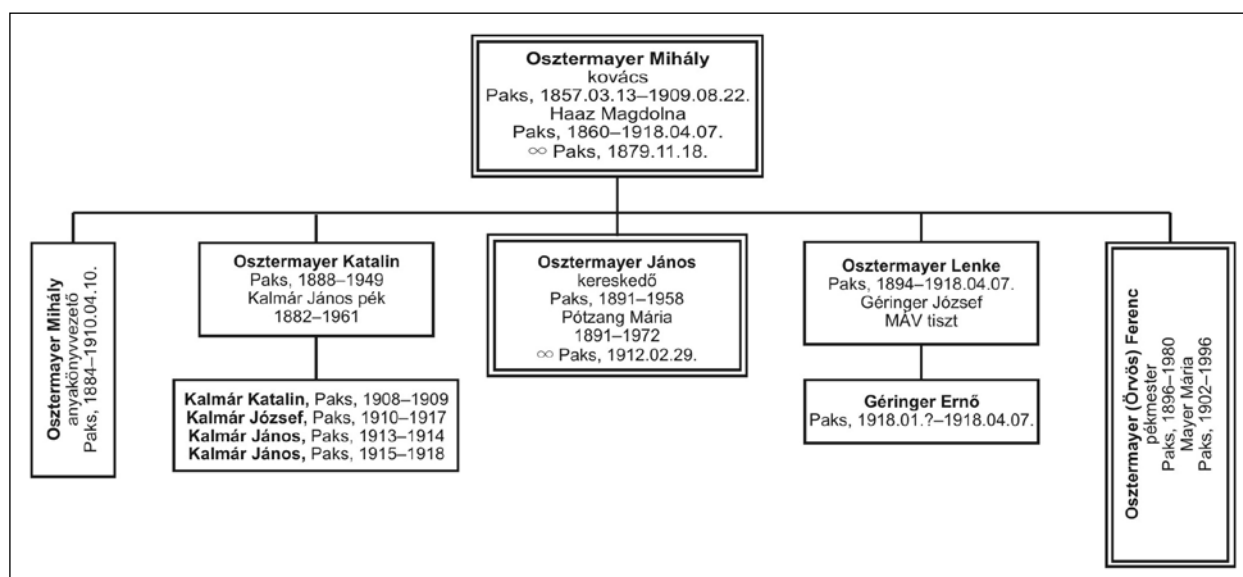 Osztermayer Mihály
kovács
Paks, 1857.03.13–1909.08.22.
Haaz Magdolna
Paks, 1860–1918.04.07.
∞ Paks, 1879.11.18.
Osztermayer Mihály
anyakönyvvezető
Paks, 1884–1910.04.10.
Osztermayer Katalin
Paks, 1888–1949
Kalmár János pék
1882–1961
Kalmár Katalin, Paks, 1908–1909
Kalmár József, Paks, 1910–1917
Kalmár János, Paks, 1913–1914
Kalmár János, Paks, 1915–1918
Osztermayer János
kereskedő
Paks, 1891–1958
Pótzang Mária
1891–1972
∞ Paks, 1912.02.29.
Osztermayer Lenke
Paks, 1894–1918.04.07.
Géringer József
MÁV tiszt
Géringer Ernő
Paks, 1918.01.?–1918.04.07.
Osztermayer (Örvös) Ferenc
pékmester
Paks, 1896–1980
Mayer Mária
Paks, 1902–1996